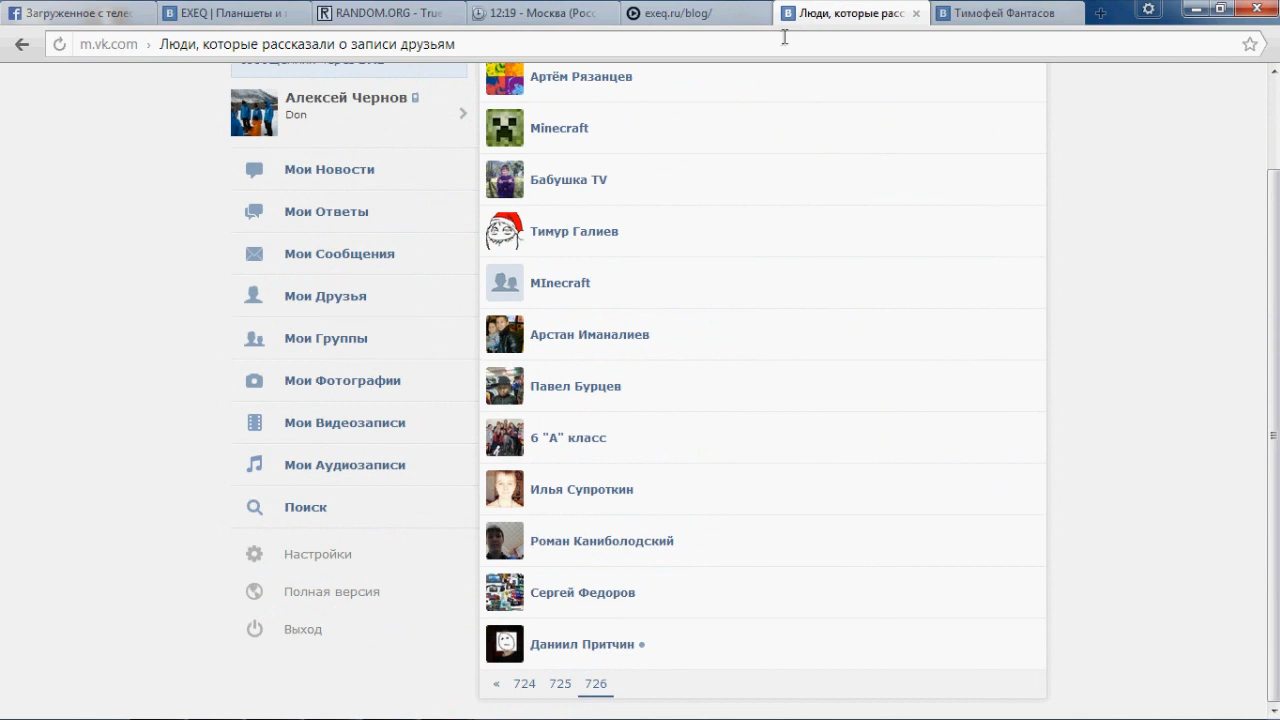 Загруженное с телес
EXEQ | Планшеты и т
RANDOM.ORG - True
12:19 - Москва (Росс
exeq.ru/blog/
Люди, которые расс
Тимофей Фантасов
m.vk.com › Люди, которые рассказали о записи друзьям
Алексей Чернов
Don
Мои Новости
Мои Ответы
Мои Сообщения
Мои Друзья
Мои Группы
Мои Фотографии
Мои Видеозаписи
Мои Аудиозаписи
Поиск
Настройки
Полная версия
Выход
Артём Рязанцев
Minecraft
Бабушка TV
Тимур Галиев
MInecraft
Арстан Иманалиев
Павел Бурцев
6 "А" класс
Илья Супроткин
Роман Каниболодский
Сергей Федоров
Даниил Притчин
« 724 725 726